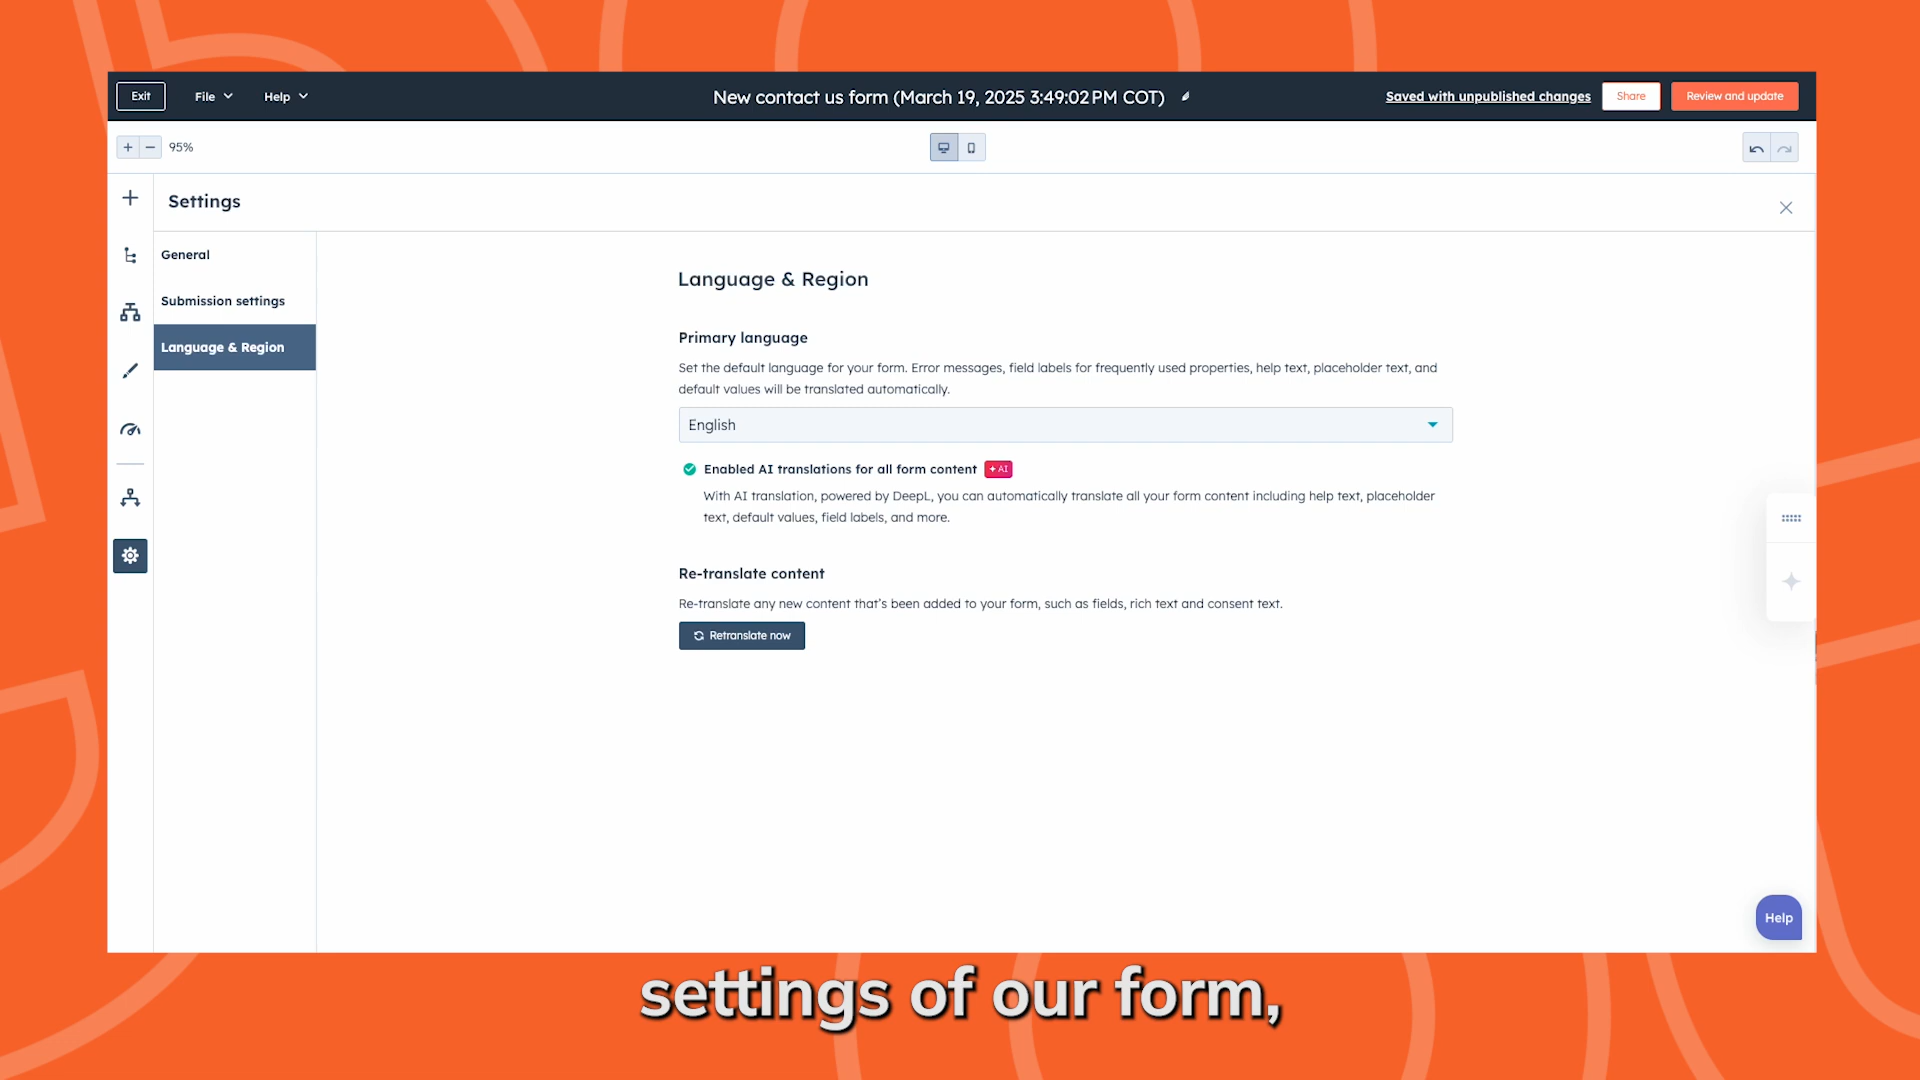 Exit
File
Help
New contact us form (March 19, 2025 3:49:02 PM COT)
Saved with unpublished changes
Share
Review and update
+ − 95%
Settings
General
Submission settings
Language & Region
Language & Region
Primary language
Set the default language for your form. Error messages, field labels for frequently used properties, help text, placeholder text, and
default values will be translated automatically.
English
Enabled AI translations for all form content
AI
With AI translation, powered by DeepL, you can automatically translate all your form content including help text, placeholder
text, default values, field labels, and more.
Re-translate content
Re-translate any new content that's been added to your form, such as fields, rich text and consent text.
Retranslate now
Help
settings of our form,